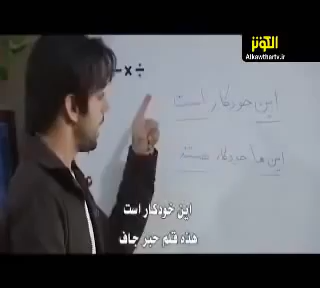 الكوثر
Alkawthartv.ir
- × ÷
این خودکار است
این ها خودکار هستند
این خودکار است
هذه قلم حبر جاف